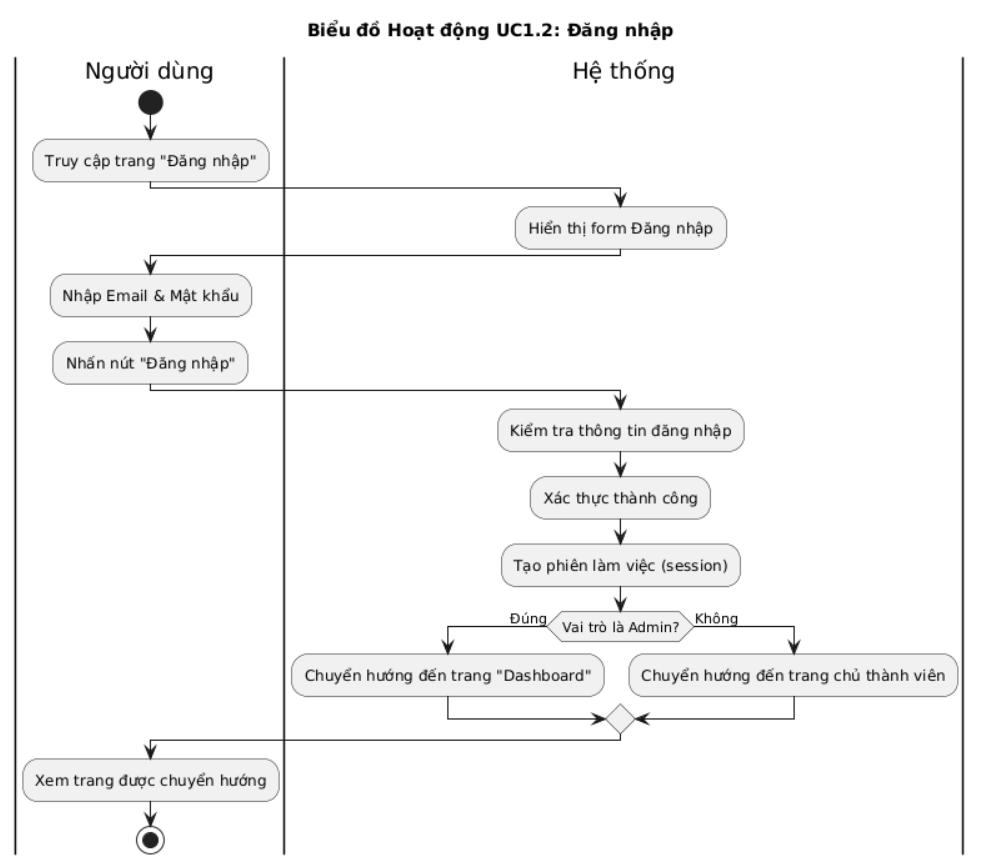 Biểu đồ Hoạt động UC1.2: Đăng nhập
Người dùng
Hệ thống
Truy cập trang "Đăng nhập"
Hiển thị form Đăng nhập
Nhập Email & Mật khẩu
Nhấn nút "Đăng nhập"
Kiểm tra thông tin đăng nhập
Xác thực thành công
Tạo phiên làm việc (session)
Đúng
Vai trò là Admin?
Không
Chuyển hướng đến trang "Dashboard"
Chuyển hướng đến trang chủ thành viên
Xem trang được chuyển hướng